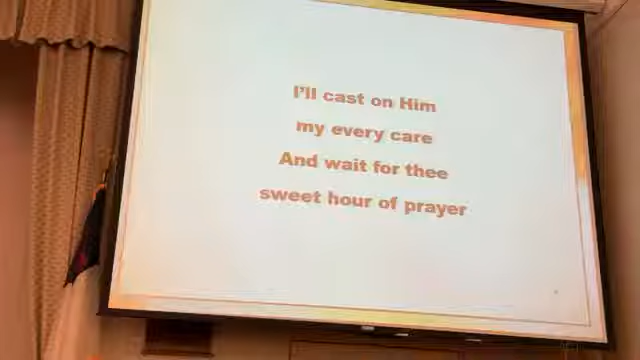 I'll cast on Him
my every care
And wait for thee
sweet hour of prayer